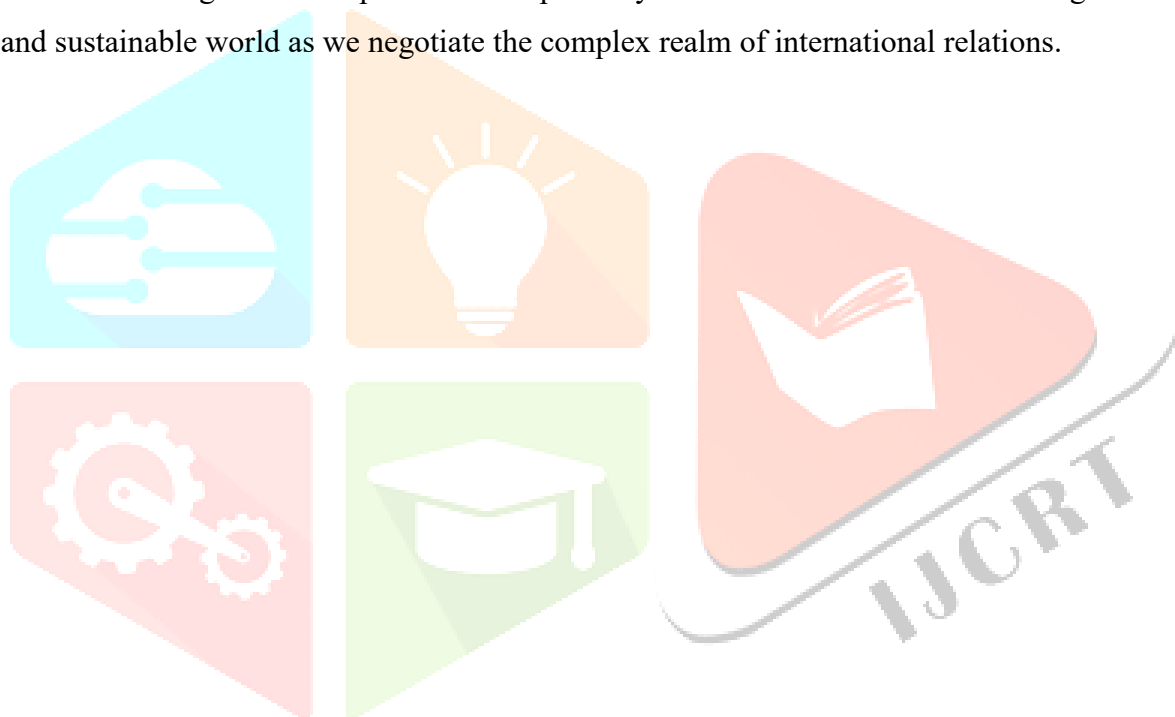 and sustainable world as we negotiate the complex realm of international relations.
IJCRT